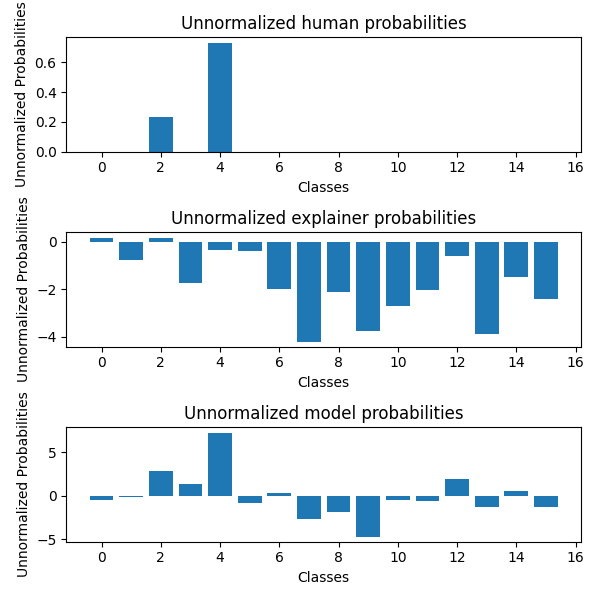 Unnormalized human probabilities
Unnormalized Probabilities
0.6
0.4
0.2
0.0
0 2 4 6 8 10 12 14 16
Classes
Unnormalized explainer probabilities
Unnormalized Probabilities
0
−2
−4
0 2 4 6 8 10 12 14 16
Classes
Unnormalized model probabilities
Unnormalized Probabilities
5
0
−5
0 2 4 6 8 10 12 14 16
Classes